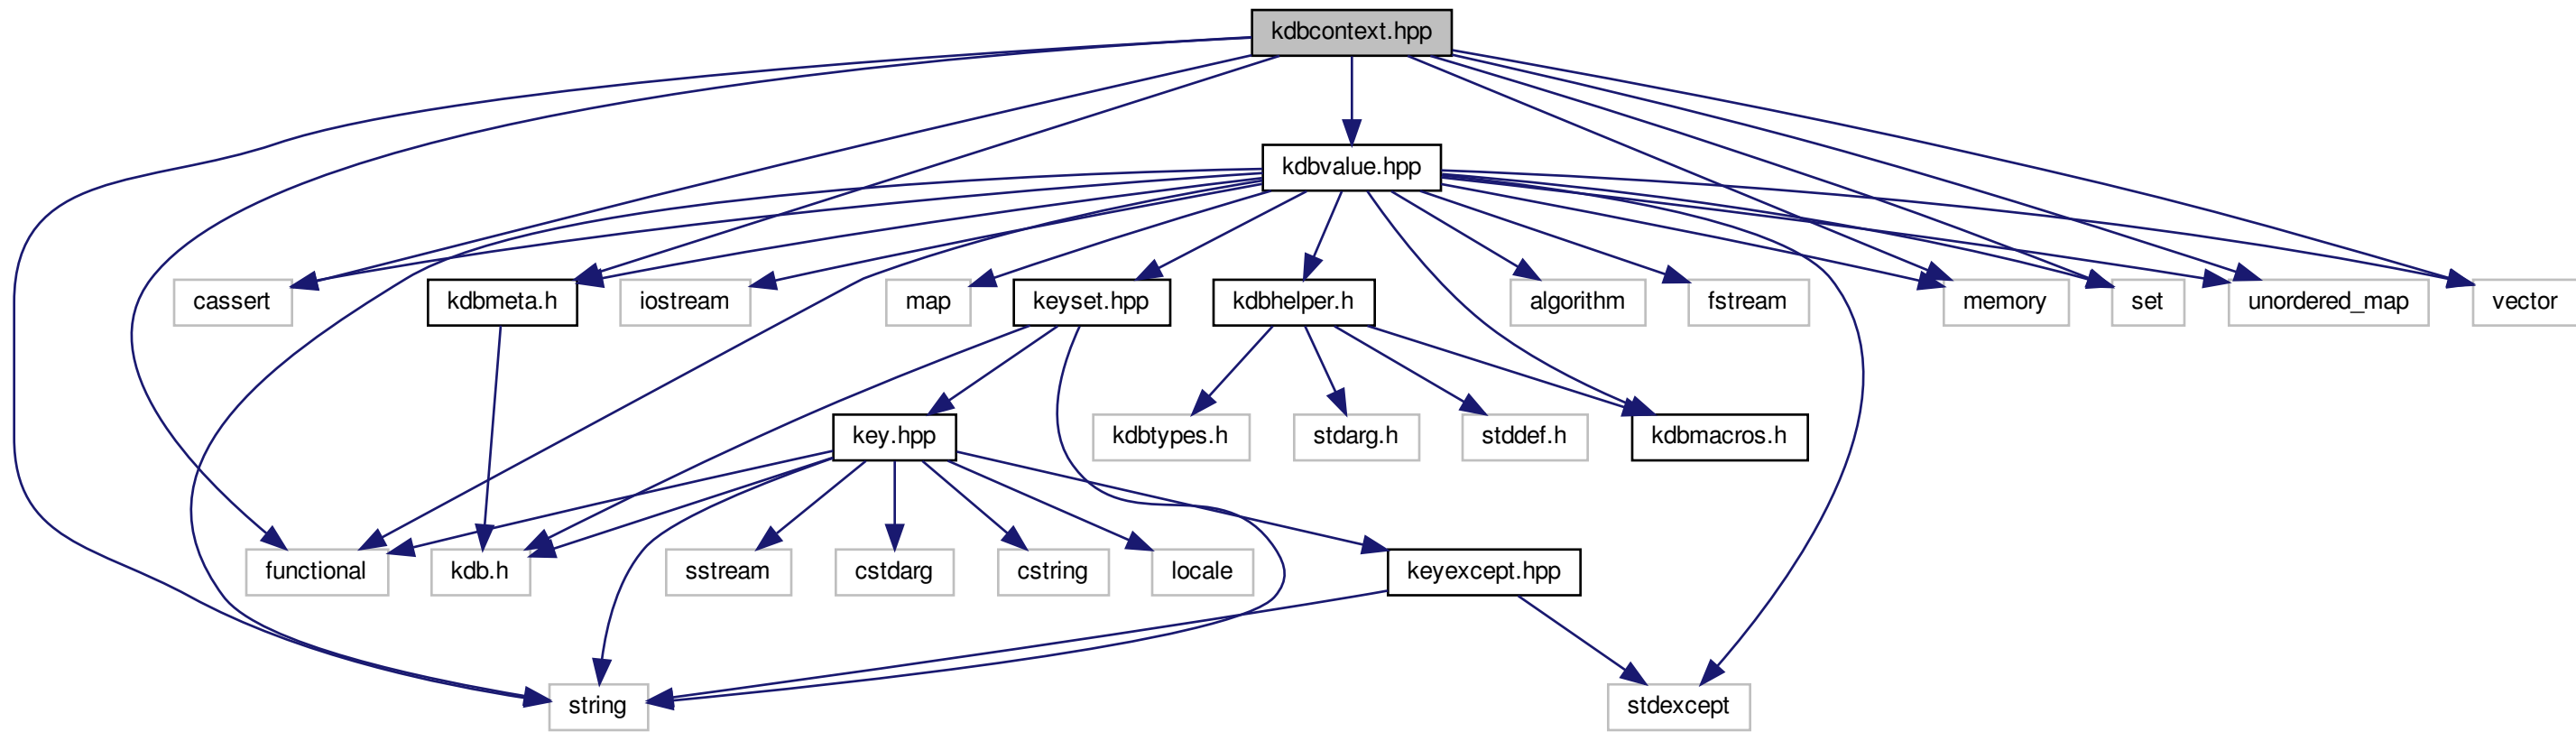 kdbcontext.hpp
kdbvalue.hpp
cassert
kdbmeta.h
iostream
map
keyset.hpp
kdbhelper.h
algorithm
fstream
memory
set
unordered_map
vector
key.hpp
kdbtypes.h
stdarg.h
stddef.h
kdbmacros.h
functional
kdb.h
sstream
cstdarg
cstring
locale
keyexcept.hpp
string
stdexcept